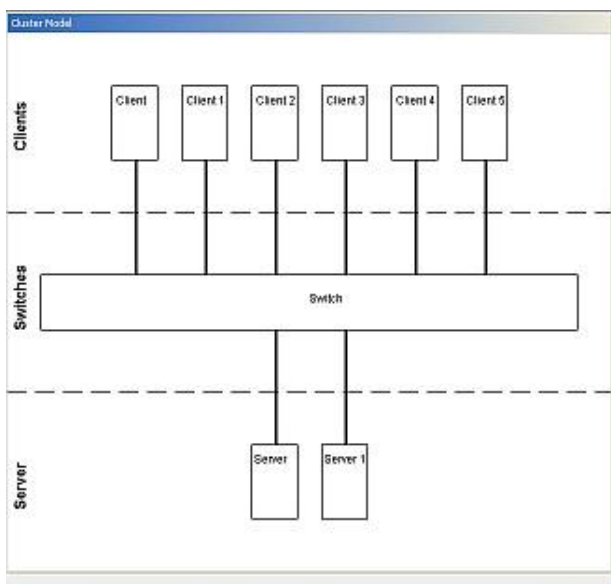 Cluster Model
Clients
Client
Client 1
Client 2
Client 3
Client 4
Client 5
Switches
Switch
Server
Server
Server 1